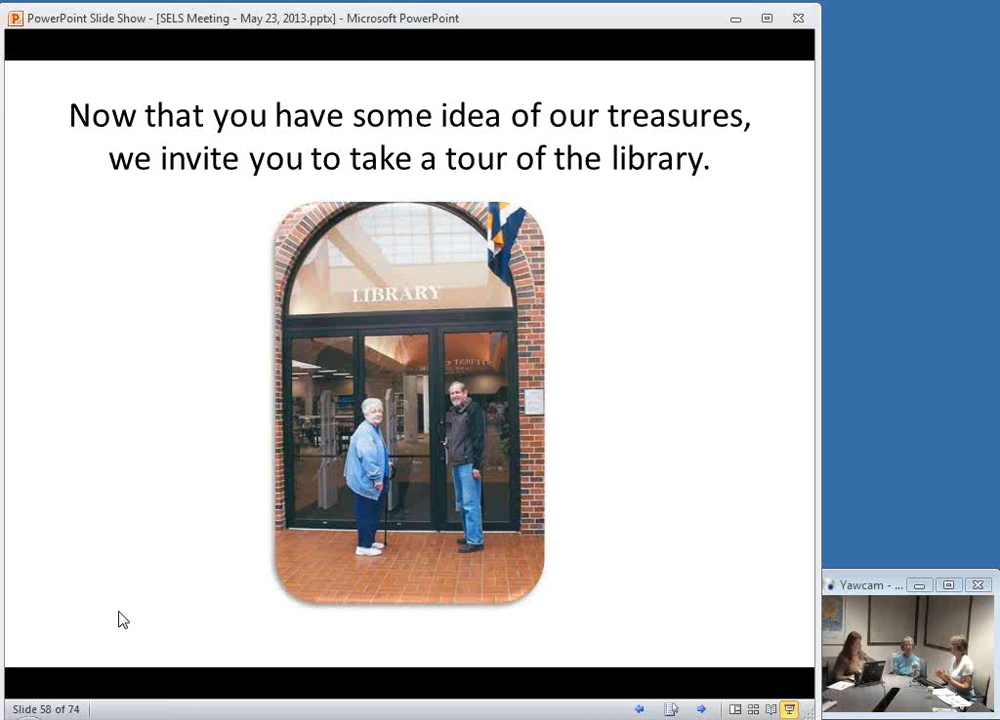 PowerPoint Slide Show - [SELS Meeting - May 23, 2013.pptx] - Microsoft PowerPoint
Now that you have some idea of our treasures,
we invite you to take a tour of the library.
LIBRARY
Yawcam - ...
Slide 58 of 74